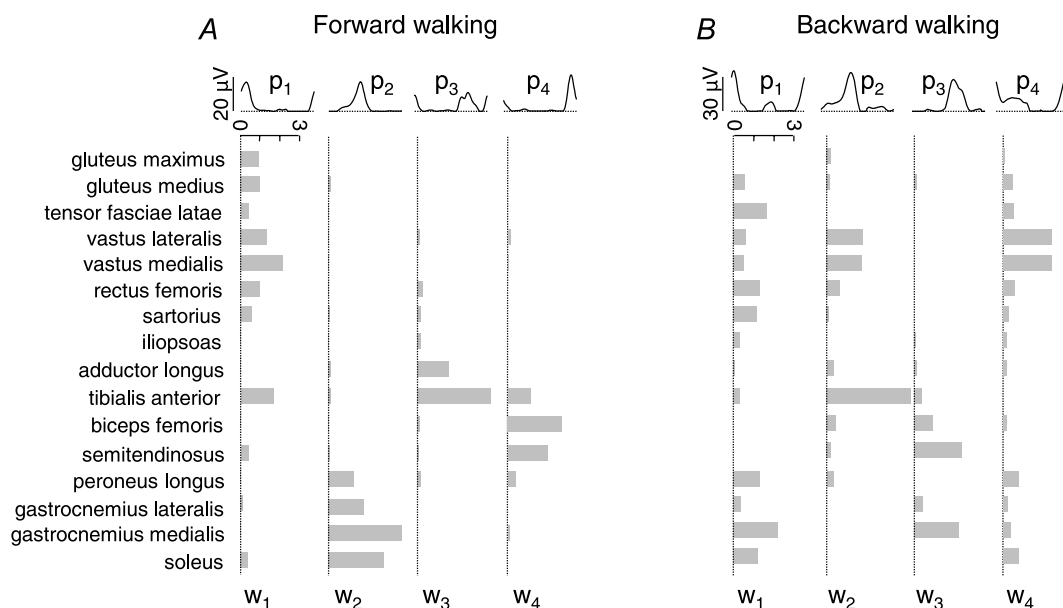 A Forward walking
B Backward walking
20 µV
p1 p2 p3 p4
30 µV
p1 p2 p3 p4
0 3
0 3
gluteus maximus
gluteus medius
tensor fasciae latae
vastus lateralis
vastus medialis
rectus femoris
sartorius
iliopsoas
adductor longus
tibialis anterior
biceps femoris
semitendinosus
peroneus longus
gastrocnemius lateralis
gastrocnemius medialis
soleus
w1 w2 w3 w4
w1 w2 w3 w4